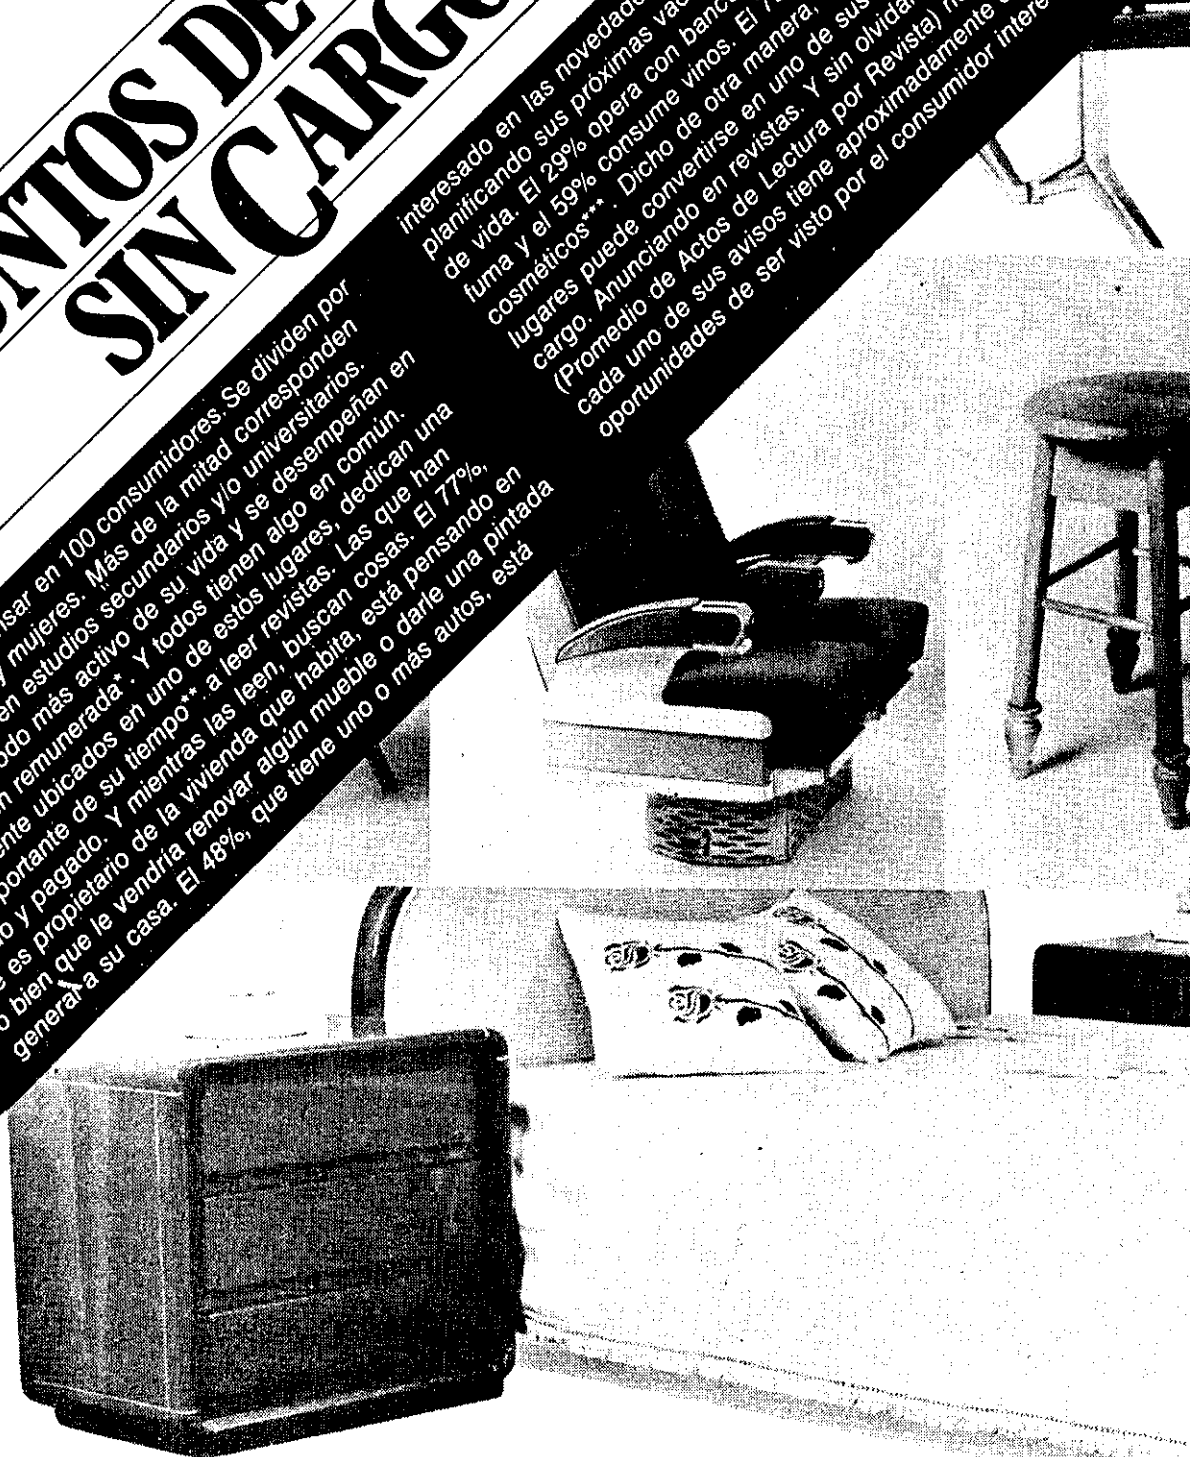 NTOS DE
SIN CARGO
sar en 100 consumidores. Se dividen por
y mujeres. Más de la mitad corresponden
en estudios secundarios y/o universitarios.
odo más activo de su vida y se desempeñan en
n remunerada*. Y todos tienen algo en común.
ente ubicados en uno de estos lugares, dedican una
portante de su tiempo** a leer revistas. Las que han
o y pagado. Y mientras las leen, buscan cosas. El 77%,
e es propietario de la vivienda que habita, está pensando en
o bien que le vendría renovar algún mueble o darle una pintada
general a su casa. El 48%, que tiene uno o más autos, está
interesado en las novedade
planificando sus próximas vac
de vida. El 29% opera con banc
fuma y el 59% consume vinos. El 7
cosméticos***. Dicho de otra manera,
lugares puede convertirse en uno de sus
cargo. Anunciando en revistas. Y sin olvidar
(Promedio de Actos de Lectura por Revista)
cada uno de sus avisos tiene aproximadamente
oportunidades de ser visto por el consumidor intere